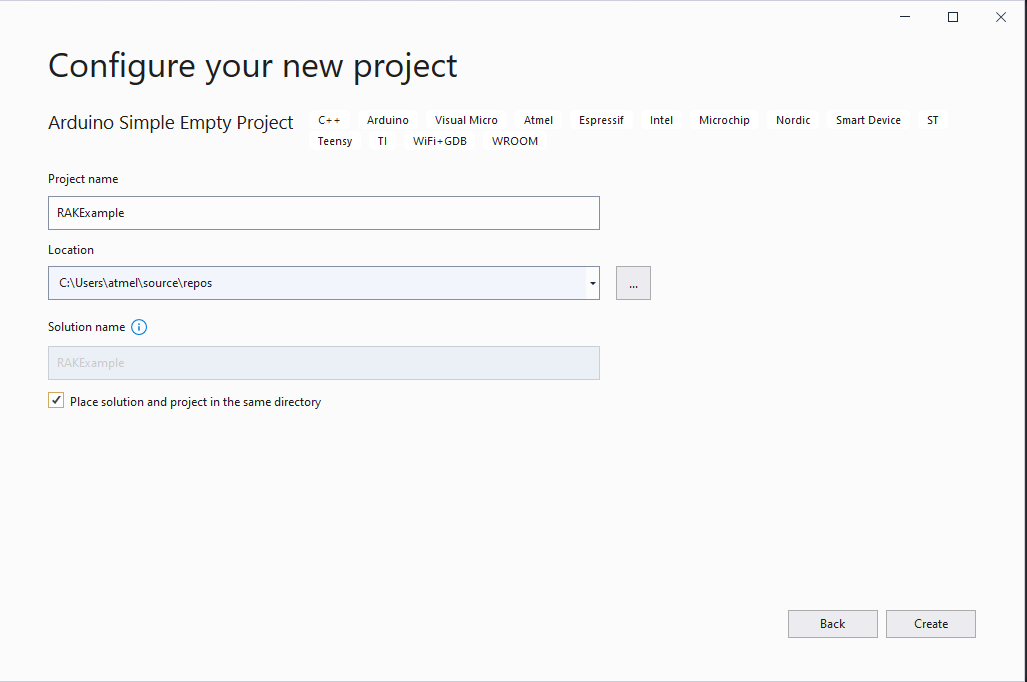 Configure your new project
Arduino Simple Empty Project C++ Arduino Visual Micro Atmel Espressif Intel Microchip Nordic Smart Device ST
Teensy TI WiFi+GDB WROOM
Project name
RAKExample
Location
C:\Users\atmel\source\repos
...
Solution name
RAKExample
Place solution and project in the same directory
Back Create